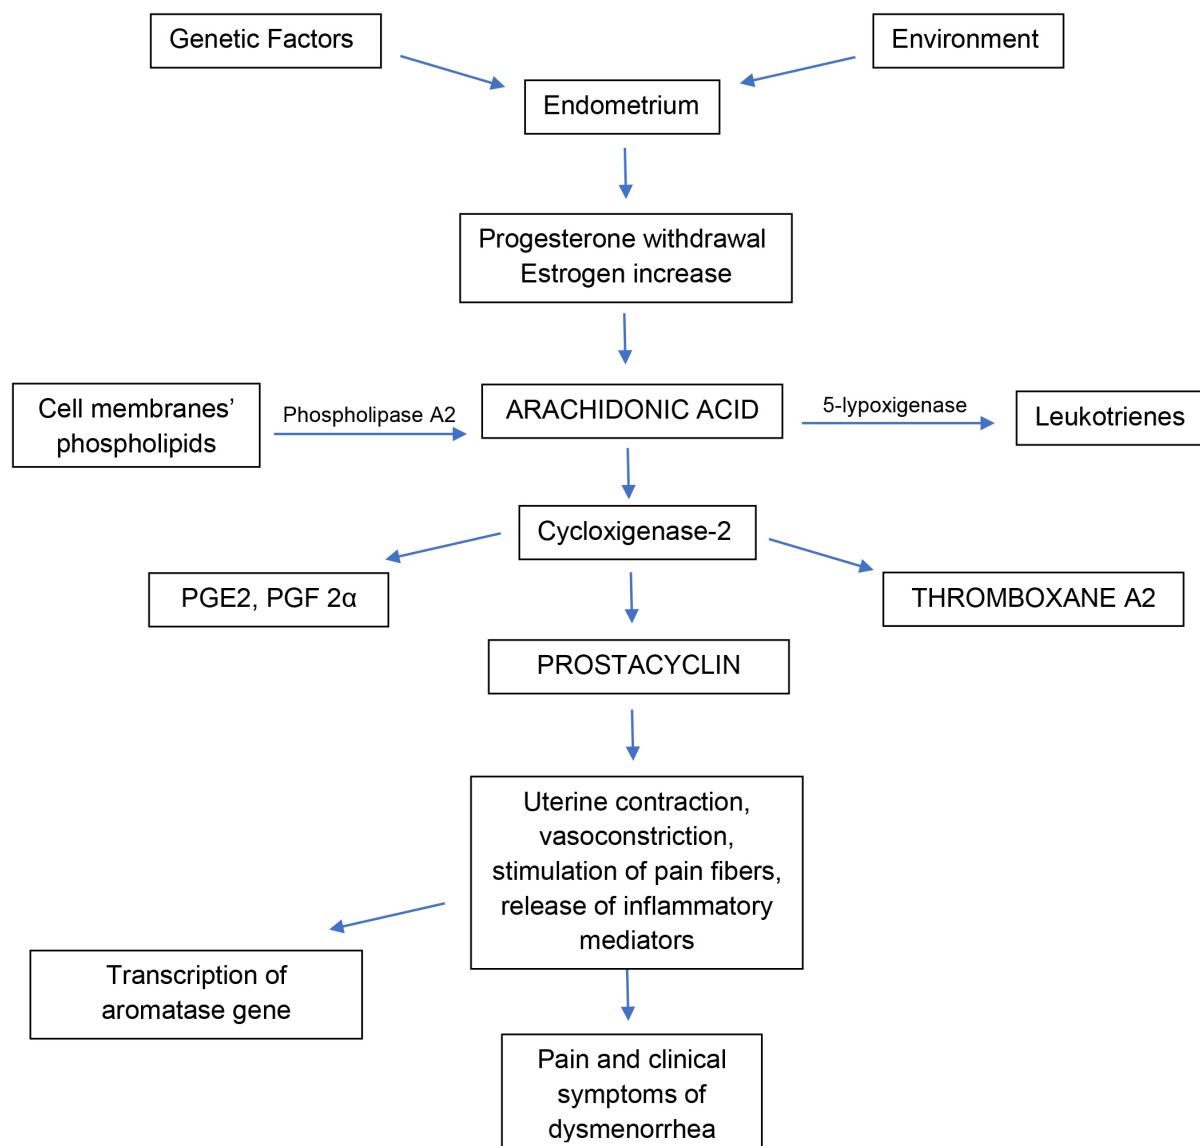 Genetic Factors
Environment
Endometrium
Progesterone withdrawal
Estrogen increase
Cell membranes’
phospholipids
Phospholipase A2
ARACHIDONIC ACID
5-lypoxigenase
Leukotrienes
Cycloxigenase-2
PGE2, PGF 2α
THROMBOXANE A2
PROSTACYCLIN
Uterine contraction,
vasoconstriction,
stimulation of pain fibers,
release of inflammatory
mediators
Transcription of
aromatase gene
Pain and clinical
symptoms of
dysmenorrhea